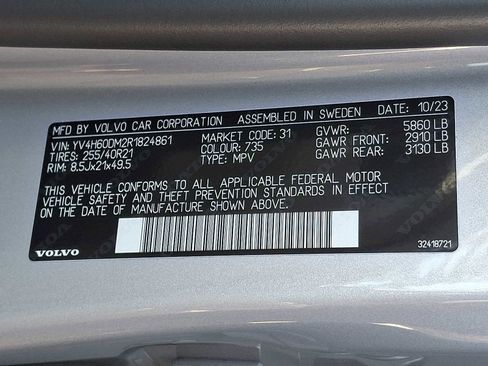 MFD BY VOLVO CAR CORPORATION ASSEMBLED IN SWEDEN DATE: 10/23
VIN: YV4H60DM2R1824861 MARKET CODE: 31 GVWR: 5860 LB
TIRES: 255/40R21 COLOUR: 735 GAWR FRONT: 2910 LB
RIM: 8.5Jx21x49.5 TYPE: MPV GAWR REAR: 3130 LB
THIS VEHICLE CONFORMS TO ALL APPLICABLE FEDERAL MOTOR
VEHICLE SAFETY AND THEFT PREVENTION STANDARDS IN EFFECT
ON THE DATE OF MANUFACTURE SHOWN ABOVE.
VOLVO 32418721